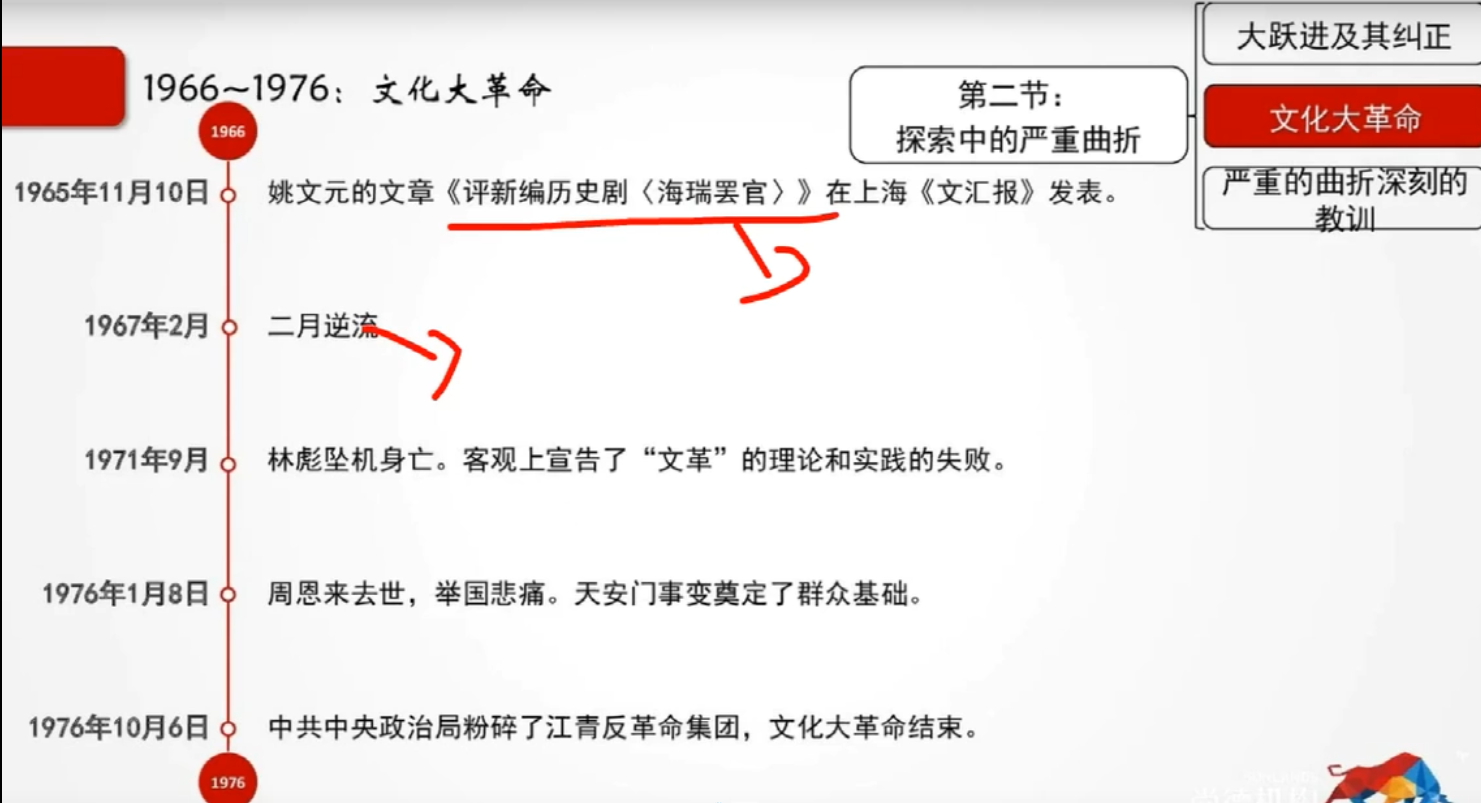 大跃进及其纠正
1966~1976：文化大革命
第二节：
探索中的严重曲折
文化大革命
严重的曲折深刻的
教训
1966
1965年11月10日 姚文元的文章《评新编历史剧〈海瑞罢官〉》在上海《文汇报》发表。
1967年2月 二月逆流
1971年9月 林彪坠机身亡。客观上宣告了“文革”的理论和实践的失败。
1976年1月8日 周恩来去世，举国悲痛。天安门事变奠定了群众基础。
1976年10月6日 中共中央政治局粉碎了江青反革命集团，文化大革命结束。
1976